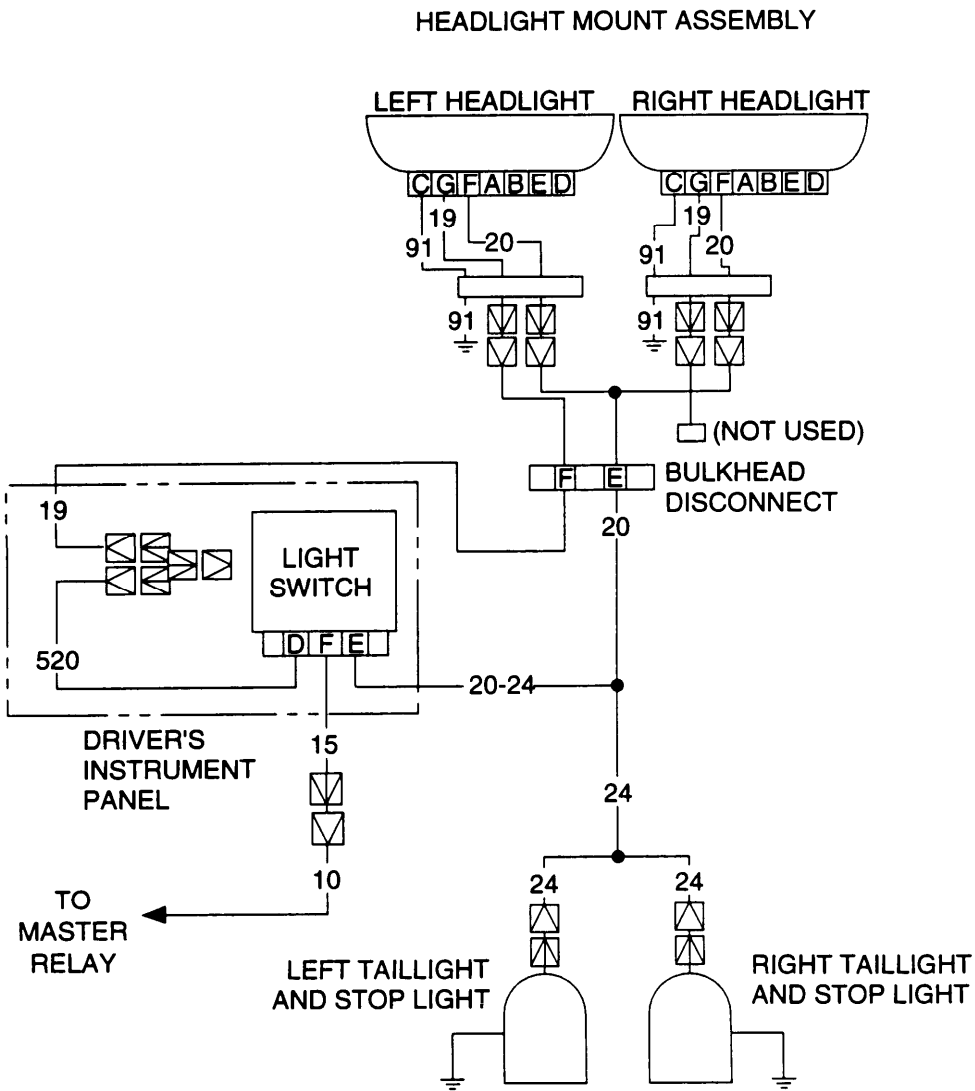 HEADLIGHT MOUNT ASSEMBLY
LEFT HEADLIGHT
RIGHT HEADLIGHT
C G F A B E D
C G F A B E D
19
19
91
20
91
20
91
91
(NOT USED)
F E
BULKHEAD
DISCONNECT
19
20
LIGHT
SWITCH
D F E
520
20-24
DRIVER'S
INSTRUMENT
PANEL
15
24
10
24
24
TO
MASTER
RELAY
LEFT TAILLIGHT
AND STOP LIGHT
RIGHT TAILLIGHT
AND STOP LIGHT